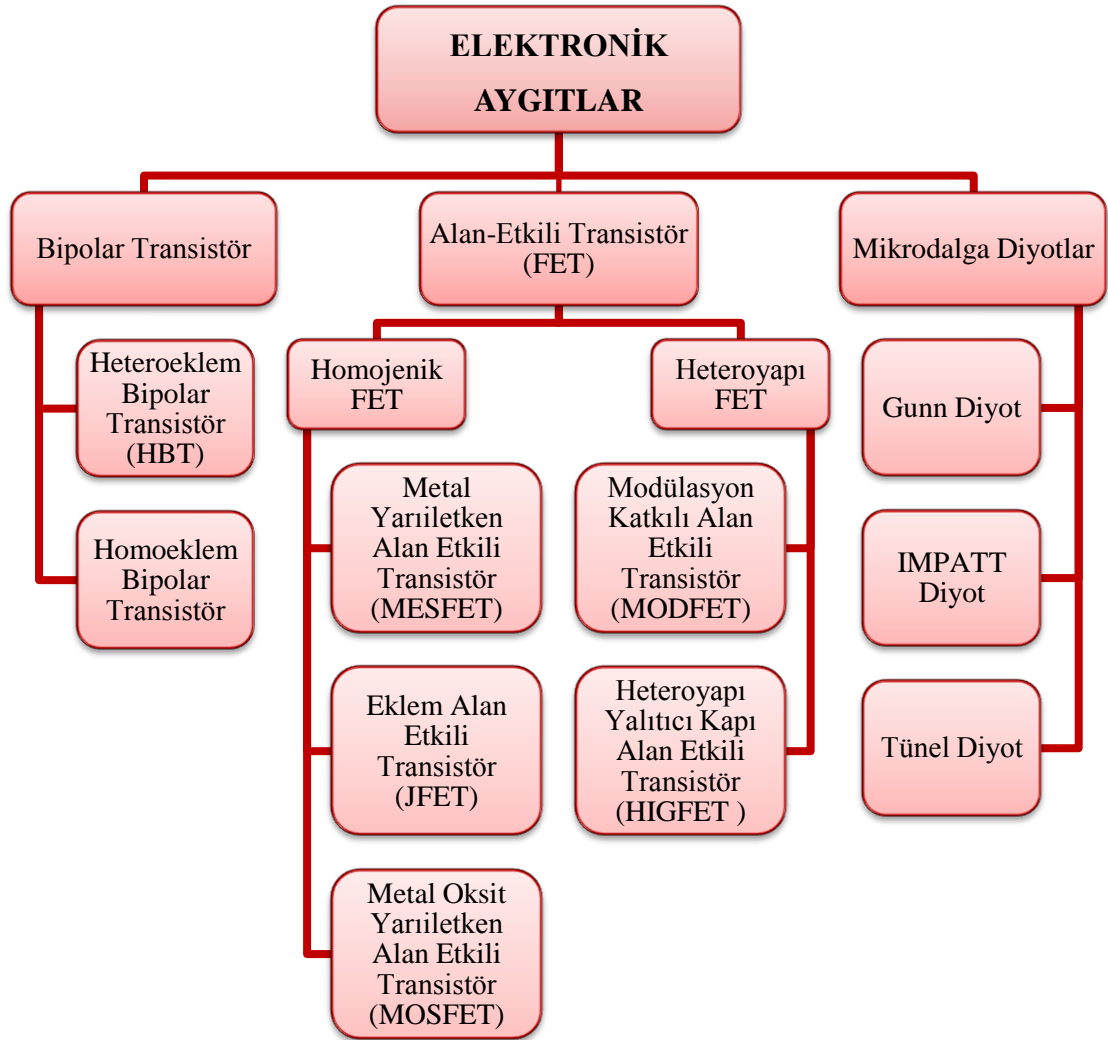 ELEKTRONİK
AYGITLAR
Bipolar Transistör
Heteroeklem
Bipolar
Transistör
(HBT)
Homoeklem
Bipolar
Transistör
Alan-Etkili Transistör
(FET)
Homojenik
FET
Metal
Yarıiletken
Alan Etkili
Transistör
(MESFET)
Eklem Alan
Etkili
Transistör
(JFET)
Metal Oksit
Yarıiletken
Alan Etkili
Transistör
(MOSFET)
Heteroyapı
FET
Modülasyon
Katkılı Alan
Etkili
Transistör
(MODFET)
Heteroyapı
Yalıtıcı Kapı
Alan Etkili
Transistör
(HIGFET )
Mikrodalga Diyotlar
Gunn Diyot
IMPATT
Diyot
Tünel Diyot